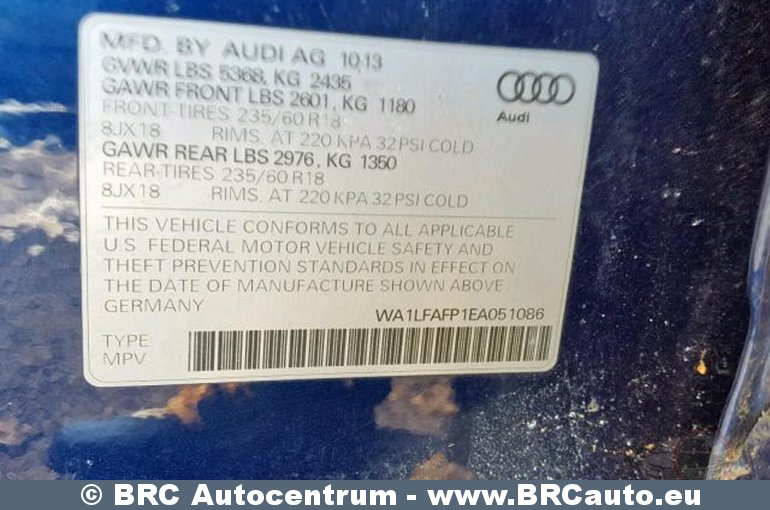 MFD. BY AUDI AG 10.13
GVWR LBS 5368, KG 2435
GAWR FRONT LBS 2601, KG 1180
FRONT-TIRES 235/60 R18
8JX18 RIMS, AT 220 KPA 32 PSI COLD
GAWR REAR LBS 2976, KG 1350
REAR-TIRES 235/60 R18
8JX18 RIMS, AT 220 KPA 32 PSI COLD
Audi
THIS VEHICLE CONFORMS TO ALL APPLICABLE
U.S. FEDERAL MOTOR VEHICLE SAFETY AND
THEFT PREVENTION STANDARDS IN EFFECT ON
THE DATE OF MANUFACTURE SHOWN ABOVE
GERMANY WA1LFAFP1EA051086
TYPE
MPV
© BRC Autocentrum - www.BRCauto.eu